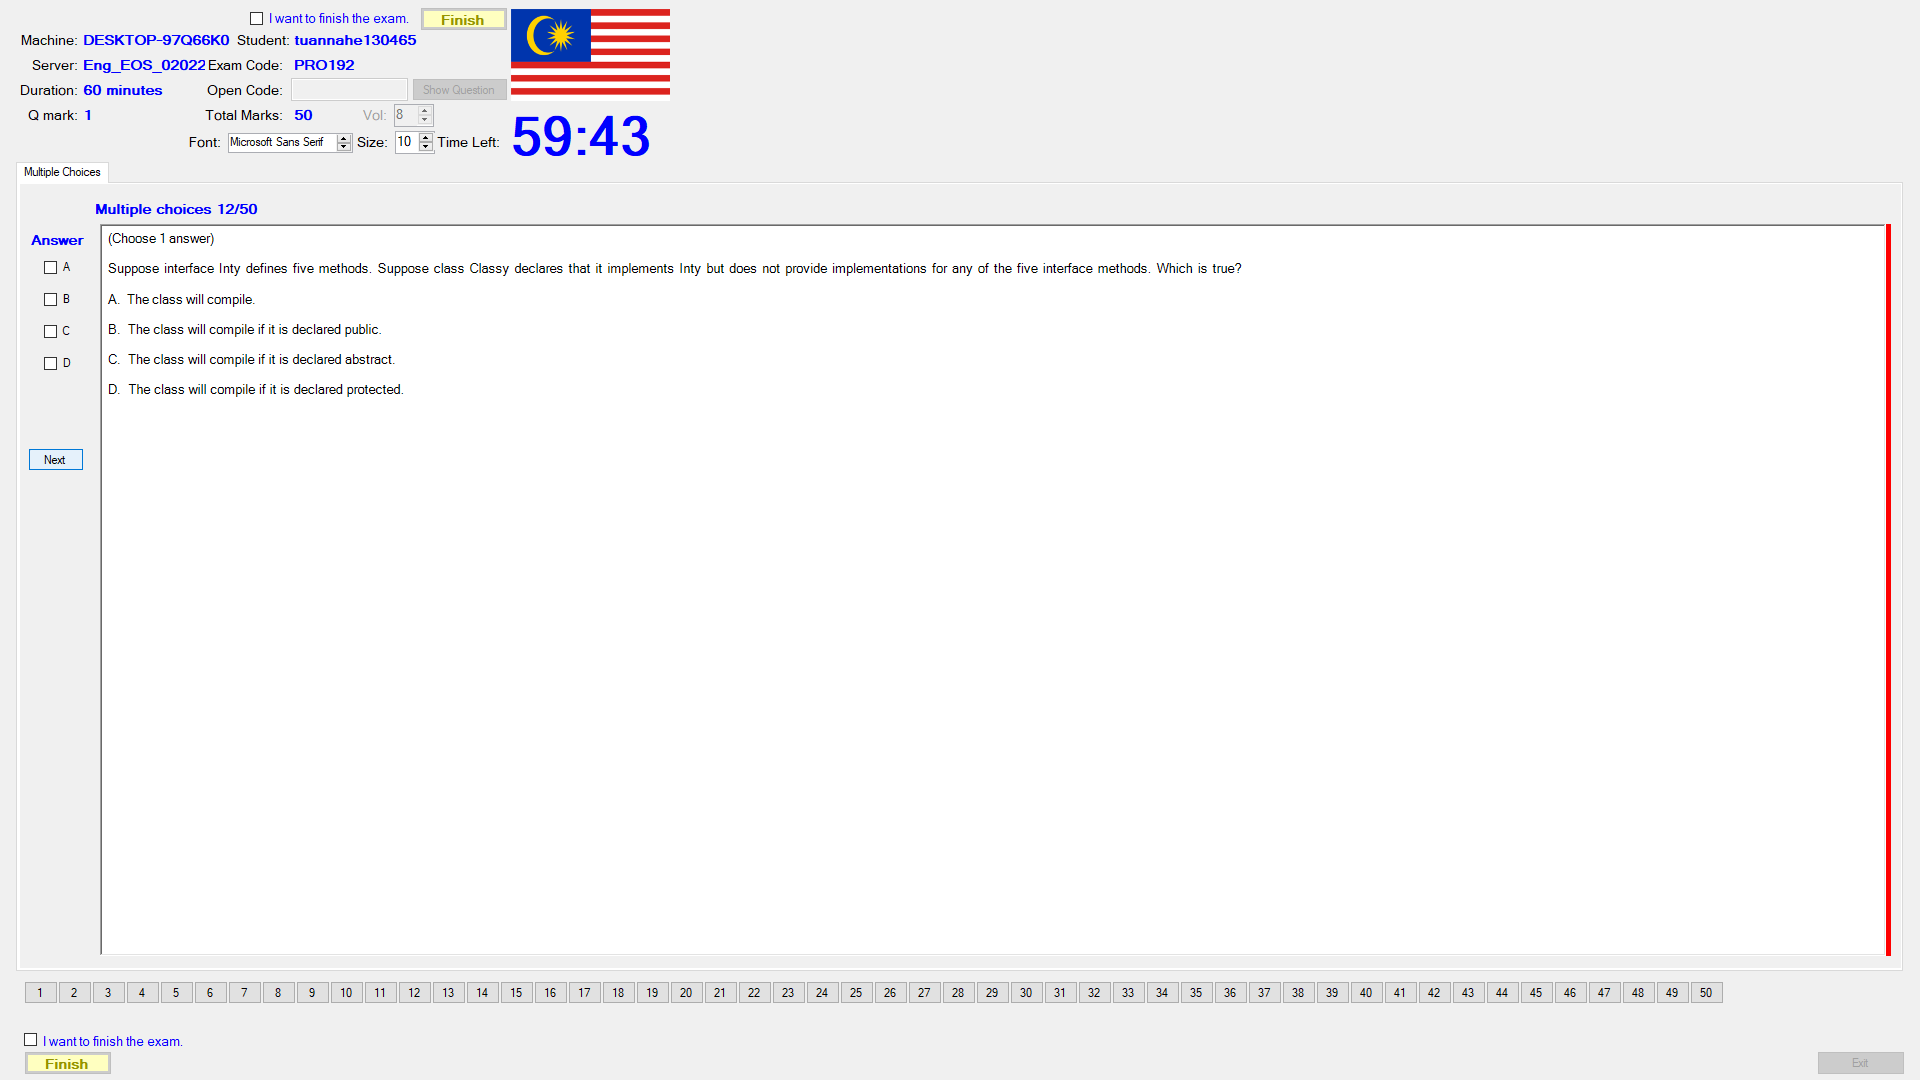 I want to finish the exam. Finish
Machine: DESKTOP-97Q66K0 Student: tuannahe130465
Server: Eng_EOS_02022 Exam Code: PRO192
Duration: 60 minutes Open Code: Show Question
Q mark: 1 Total Marks: 50 Vol: 8
Font: Microsoft Sans Serif Size: 10 Time Left: 59:43
Multiple Choices
Multiple choices 12/50
Answer
A
B
C
D
Next
(Choose 1 answer)
Suppose interface Inty defines five methods. Suppose class Classy declares that it implements Inty but does not provide implementations for any of the five interface methods. Which is true?
A. The class will compile.
B. The class will compile if it is declared public.
C. The class will compile if it is declared abstract.
D. The class will compile if it is declared protected.
1 2 3 4 5 6 7 8 9 10 11 12 13 14 15 16 17 18 19 20 21 22 23 24 25 26 27 28 29 30 31 32 33 34 35 36 37 38 39 40 41 42 43 44 45 46 47 48 49 50
I want to finish the exam.
Finish
Exit